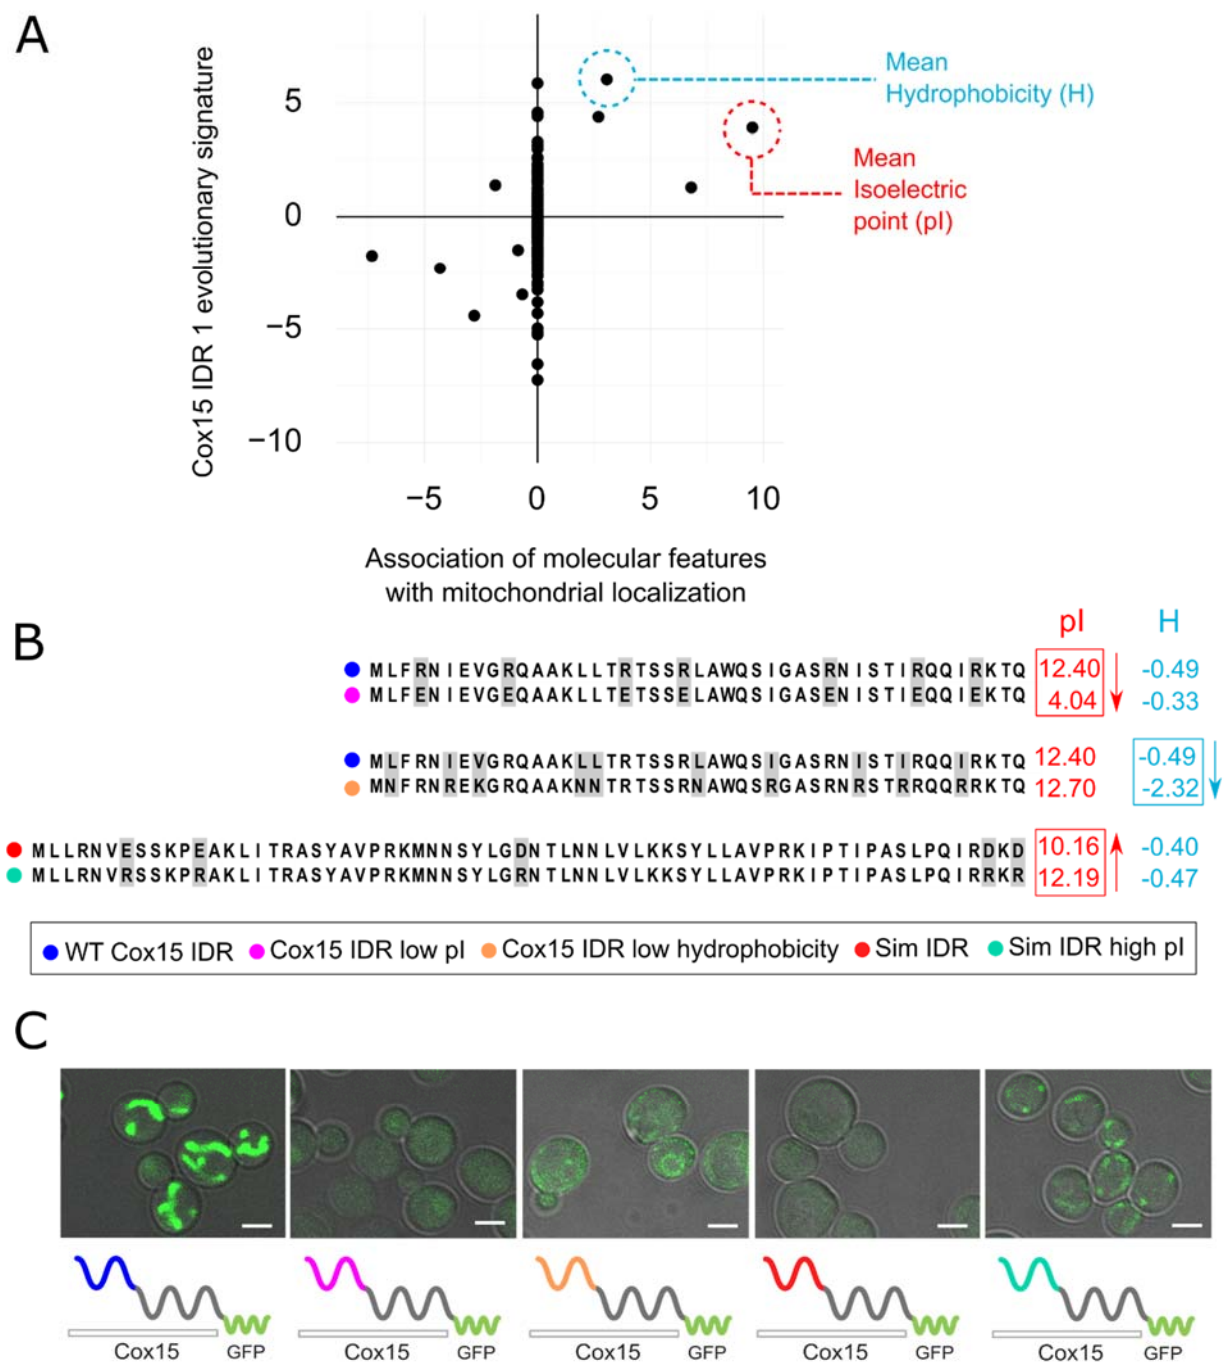 A
Cox15 IDR 1 evolutionary signature
5
0
−5
−10
−5 0 5 10
Mean
Hydrophobicity (H)
Mean
Isoelectric
point (pI)
Association of molecular features
with mitochondrial localization
B
pI H
MLFRNIEVGRQAAKLLTRTSSRLAWQSIGASRNISTIRQQIRKTQ 12.40 -0.49
MLFENIEVGEQAAKLLTETSSELAWQSIGASENISTIEQQIEKTQ 4.04 -0.33
MLFRNIEVGRQAAKLLTRTSSRLAWQSIGASRNISTIRQQIRKTQ 12.40 -0.49
MNFRNREKGRQAAKNNTRTSSRNAWQSRGASRNRSTRRQQRRKTQ 12.70 -2.32
MLLRNVESSKPEAKLITRASYAVPRKMNNSYLGDNTLNNLVLKKSYLLAVPRKIPTIPASLPQIRDKD 10.16 -0.40
MLLRNVRSSKPRAKLITRASYAVPRKMNNSYLGRNTLNNLVLKKSYLLAVPRKIPTIPASLPQIRRKR 12.19 -0.47
WT Cox15 IDR Cox15 IDR low pI Cox15 IDR low hydrophobicity Sim IDR Sim IDR high pI
C
Cox15 GFP Cox15 GFP Cox15 GFP Cox15 GFP Cox15 GFP